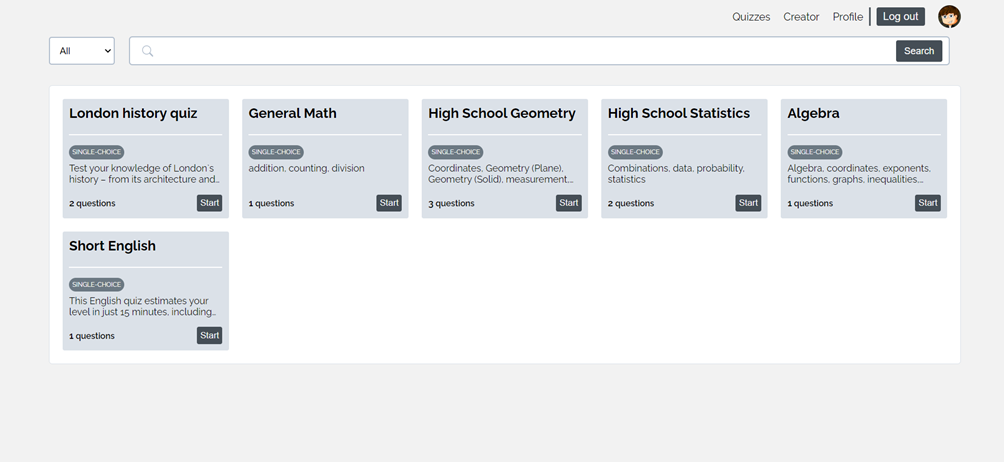 Quizzes Creator Profile Log out
All Search
London history quiz
SINGLE-CHOICE
Test your knowledge of London's
history – from its architecture and...
2 questions Start
General Math
SINGLE-CHOICE
addition, counting, division
1 questions Start
High School Geometry
SINGLE-CHOICE
Coordinates, Geometry (Plane),
Geometry (Solid), measurement...
3 questions Start
High School Statistics
SINGLE-CHOICE
Combinations, data, probability,
statistics
2 questions Start
Algebra
SINGLE-CHOICE
Algebra, coordinates, exponents,
functions, graphs, inequalities,...
1 questions Start
Short English
SINGLE-CHOICE
This English quiz estimates your
level in just 15 minutes, including...
1 questions Start